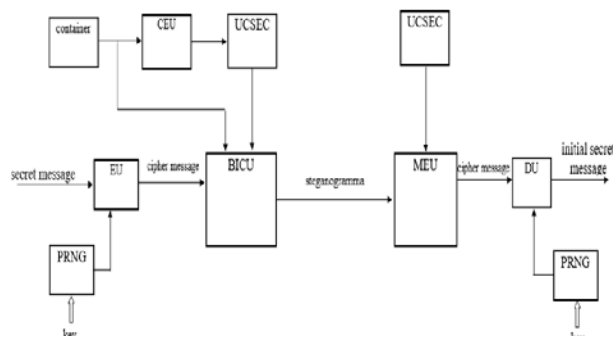 container
CEU
UCSEC
UCSEC
secret message
EU
cipher message
BICU
steganogramma
MEU
cipher message
DU
initial secret
message
PRNG
PRNG
key
key